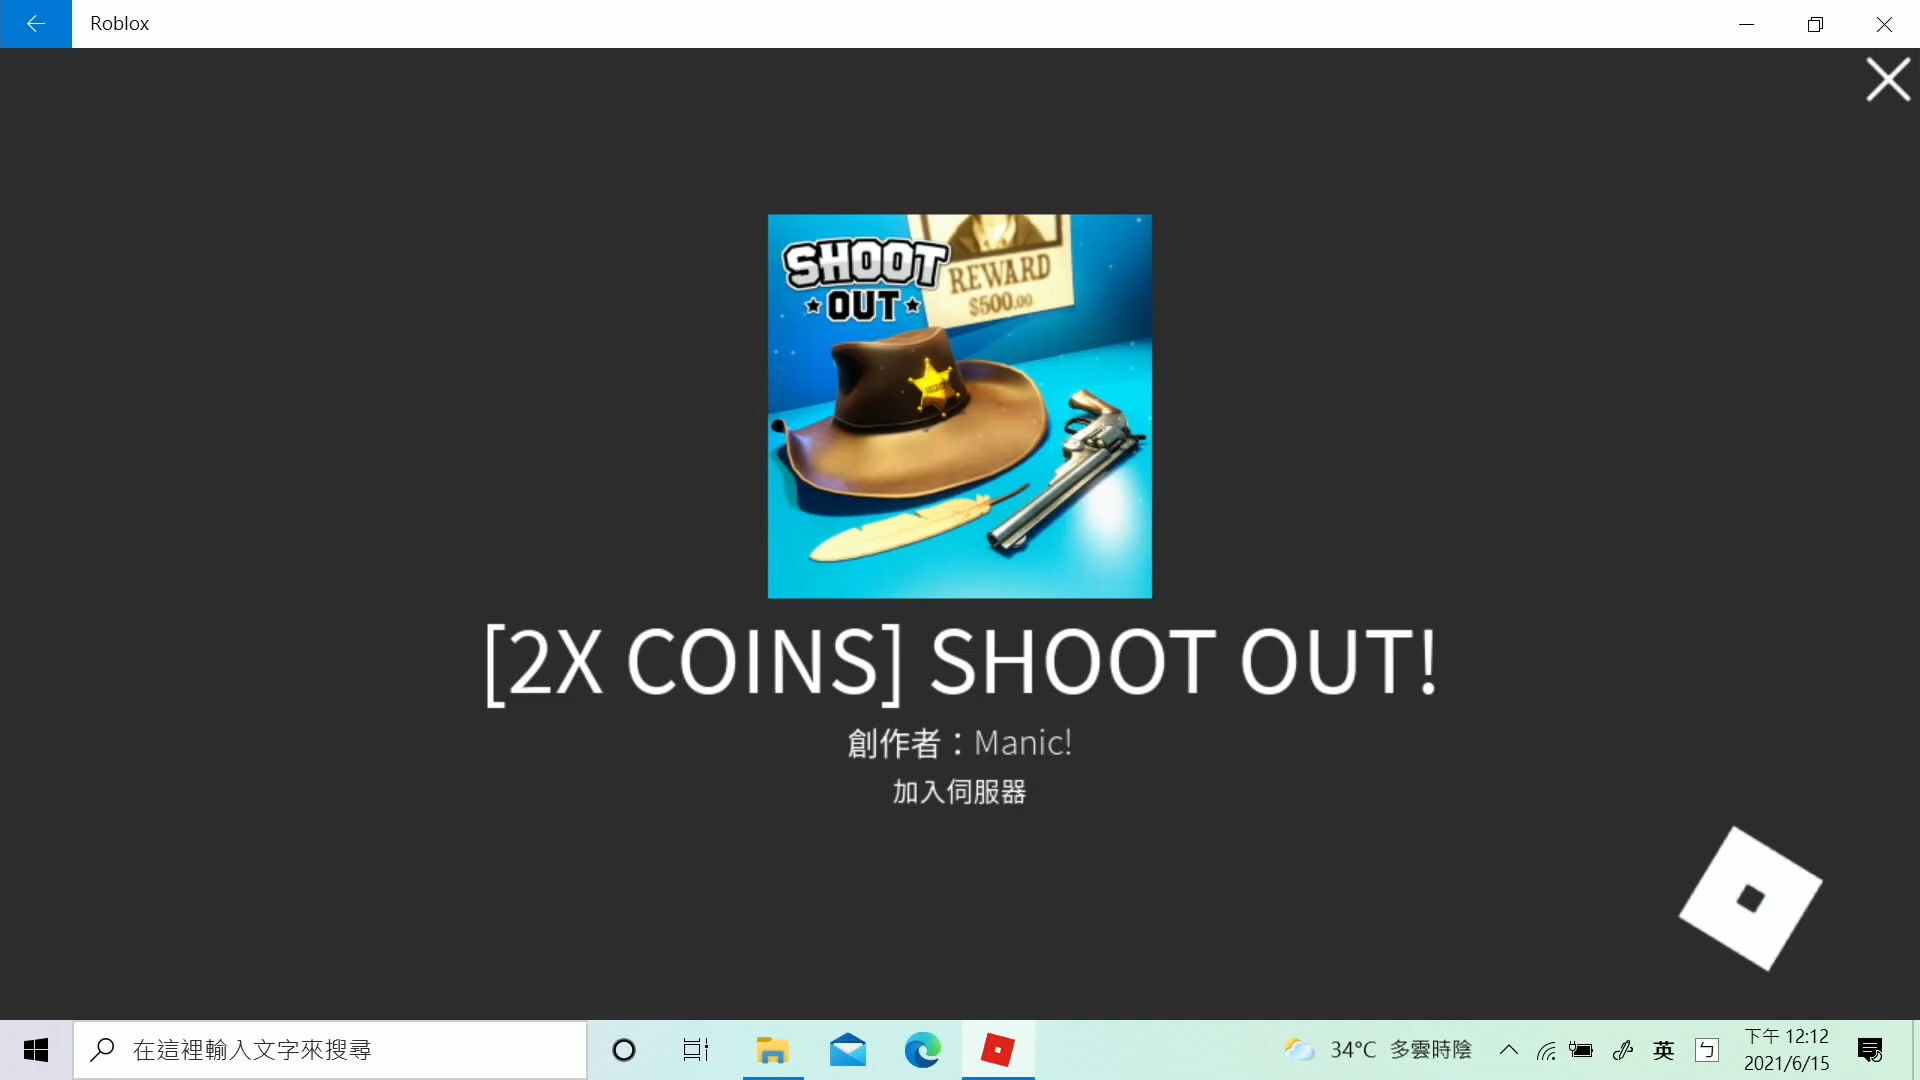 Roblox
SHOOT
OUT
REWARD
$500.00
[2X COINS] SHOOT OUT!
創作者：Manic!
加入伺服器
在這裡輸入文字來搜尋
34°C 多雲時陰
英
ㄅ
下午 12:12
2021/6/15